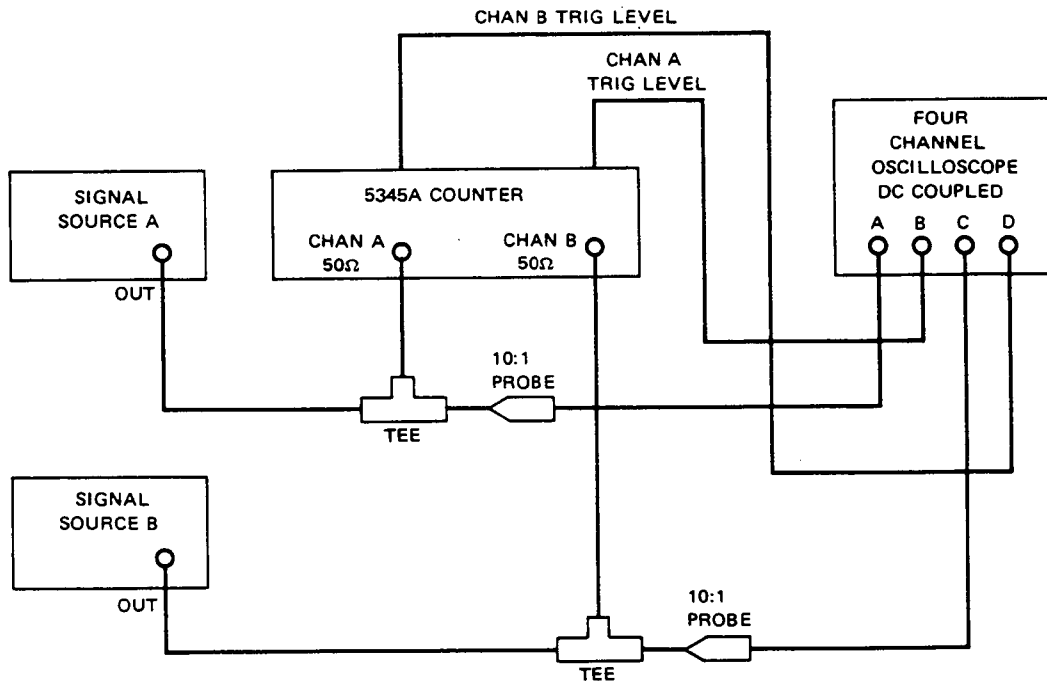 CHAN B TRIG LEVEL
CHAN A
TRIG LEVEL
FOUR
CHANNEL
OSCILLOSCOPE
DC COUPLED
A B C D
SIGNAL
SOURCE A
OUT
5345A COUNTER
CHAN A
50Ω
CHAN B
50Ω
10:1
PROBE
TEE
SIGNAL
SOURCE B
OUT
10:1
PROBE
TEE